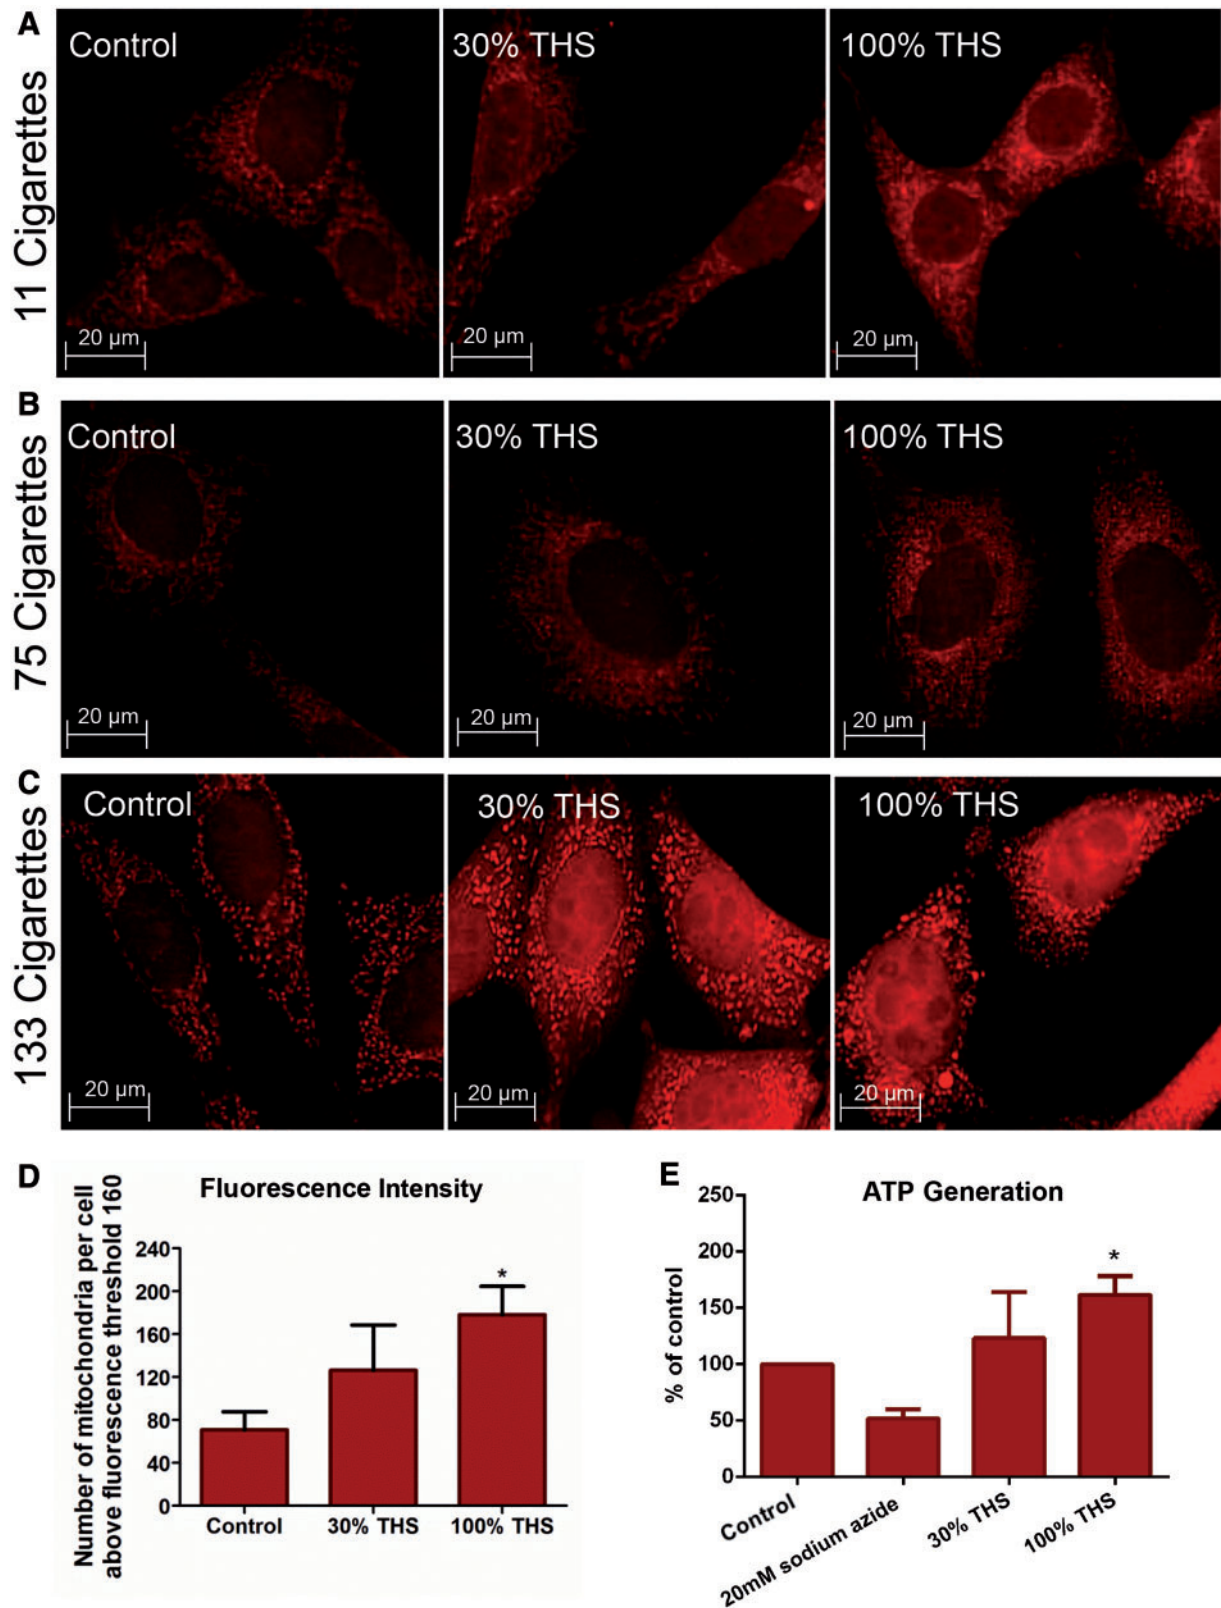 A
11 Cigarettes
Control
30% THS
100% THS
20 µm
20 µm
20 µm
B
75 Cigarettes
Control
30% THS
100% THS
20 µm
20 µm
20 µm
C
133 Cigarettes
Control
30% THS
100% THS
20 µm
20 µm
20 µm
D
Fluorescence Intensity
Number of mitochondria per cell
above fluorescence threshold 160
240
200
160
120
80
40
0
*
Control
30% THS
100% THS
E
ATP Generation
% of control
250
200
150
100
50
0
*
Control
20mM sodium azide
30% THS
100% THS